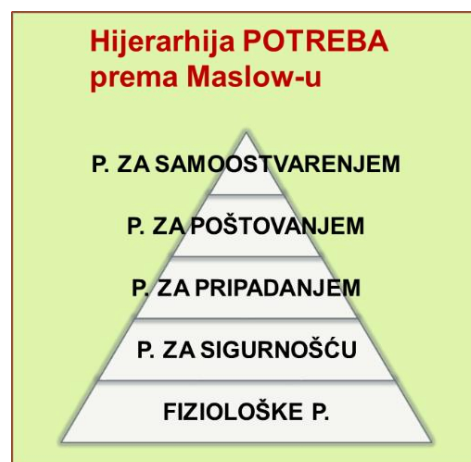 Hijerarhija POTREBA
prema Maslow-u
P. ZA SAMOOSTVARENJEM
P. ZA POŠTOVANJEM
P. ZA PRIPADANJEM
P. ZA SIGURNOŠĆU
FIZIOLOŠKE P.